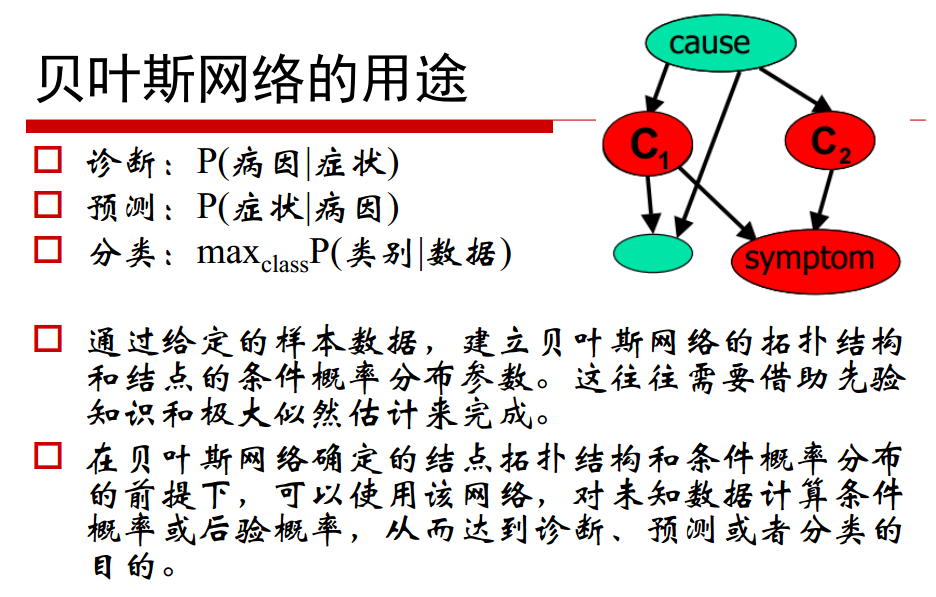 贝叶斯网络的用途
诊断：P(病因|症状)
预测：P(症状|病因)
分类：max_class P(类别|数据)
通过给定的样本数据，建立贝叶斯网络的拓扑结构
和结点的条件概率分布参数。这往往需要借助先验
知识和极大似然估计来完成。
在贝叶斯网络确定的结点拓扑结构和条件概率分布
的前提下，可以使用该网络，对未知数据计算条件
概率或后验概率，从而达到诊断、预测或者分类的
目的。
cause
C1
C2
symptom